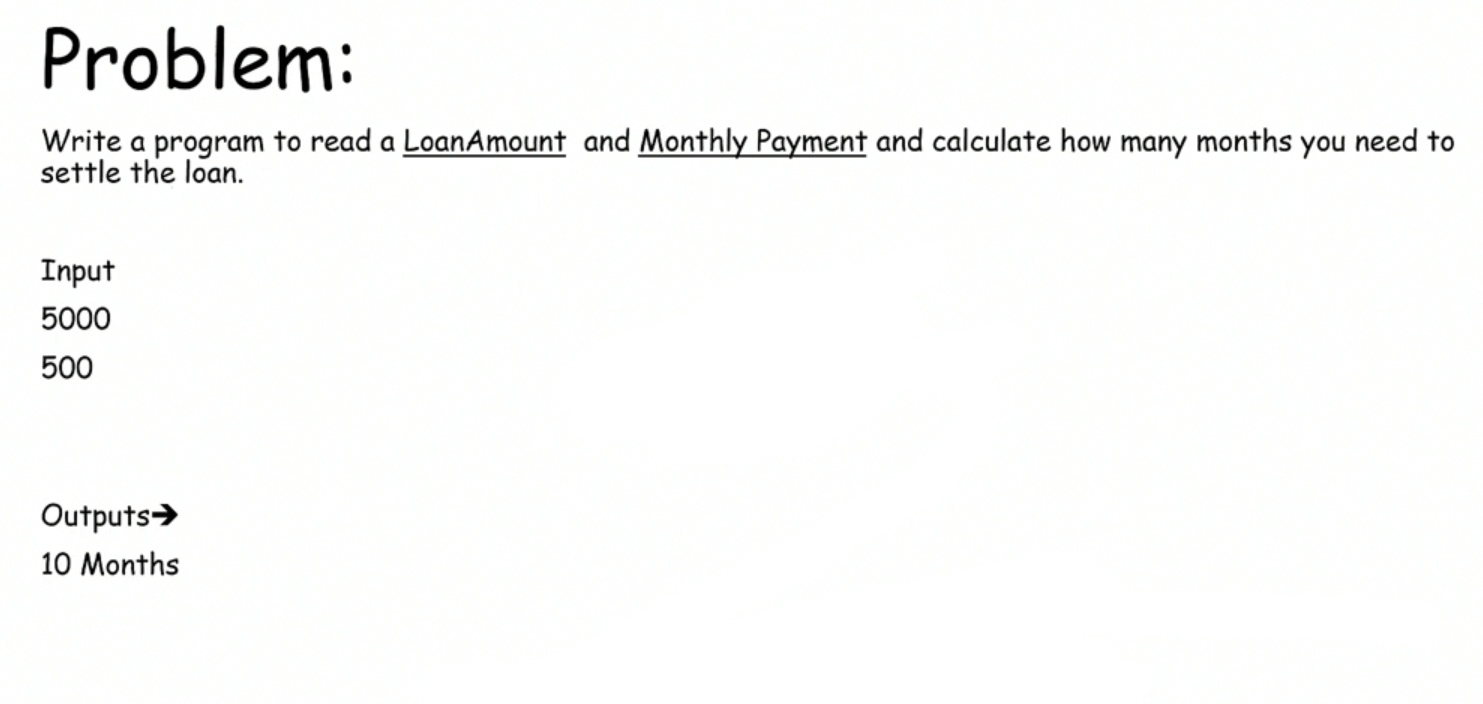 Problem:
Write a program to read a LoanAmount and Monthly Payment and calculate how many months you need to
settle the loan.
Input
5000
500
Outputs➔
10 Months